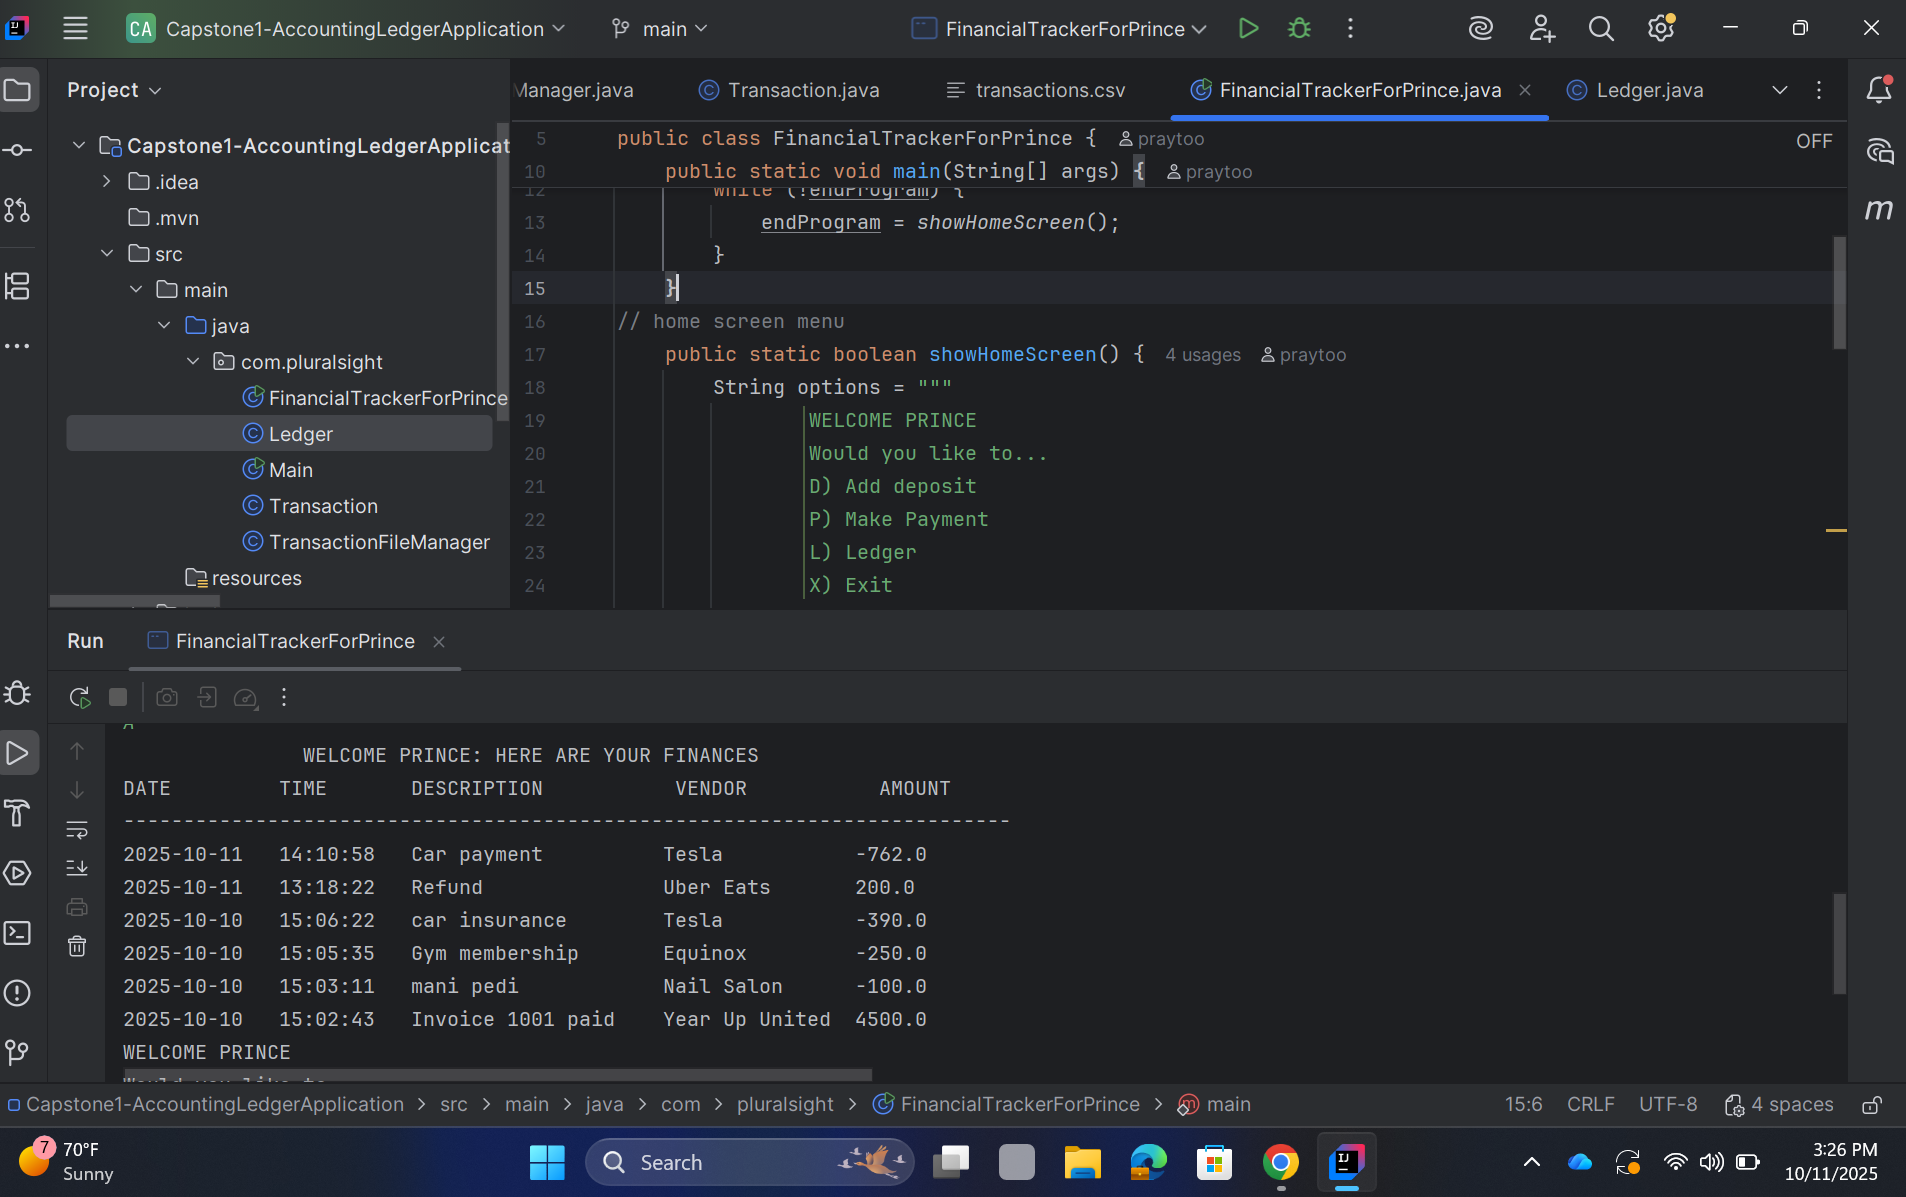 CA Capstone1-AccountingLedgerApplication main FinancialTrackerForPrince
Project
Capstone1-AccountingLedgerApplicat
.idea
.mvn
src
main
java
com.pluralsight
FinancialTrackerForPrince
Ledger
Main
Transaction
TransactionFileManager
resources
Manager.java Transaction.java transactions.csv FinancialTrackerForPrince.java Ledger.java
OFF
5 public class FinancialTrackerForPrince { praytoo
10 public static void main(String[] args) { praytoo
12 while (!endProgram) {
13 endProgram = showHomeScreen();
14 }
15 }
16 // home screen menu
17 public static boolean showHomeScreen() { 4 usages praytoo
18 String options = """
19 WELCOME PRINCE
20 Would you like to...
21 D) Add deposit
22 P) Make Payment
23 L) Ledger
24 X) Exit
Run FinancialTrackerForPrince
A
WELCOME PRINCE: HERE ARE YOUR FINANCES
DATE TIME DESCRIPTION VENDOR AMOUNT
--------------------------------------------------------------------------
2025-10-11 14:10:58 Car payment Tesla -762.0
2025-10-11 13:18:22 Refund Uber Eats 200.0
2025-10-10 15:06:22 car insurance Tesla -390.0
2025-10-10 15:05:35 Gym membership Equinox -250.0
2025-10-10 15:03:11 mani pedi Nail Salon -100.0
2025-10-10 15:02:43 Invoice 1001 paid Year Up United 4500.0
WELCOME PRINCE
Would you like to
Capstone1-AccountingLedgerApplication > src > main > java > com > pluralsight > FinancialTrackerForPrince > main 15:6 CRLF UTF-8 4 spaces
7 70°F
Sunny
Search
3:26 PM
10/11/2025